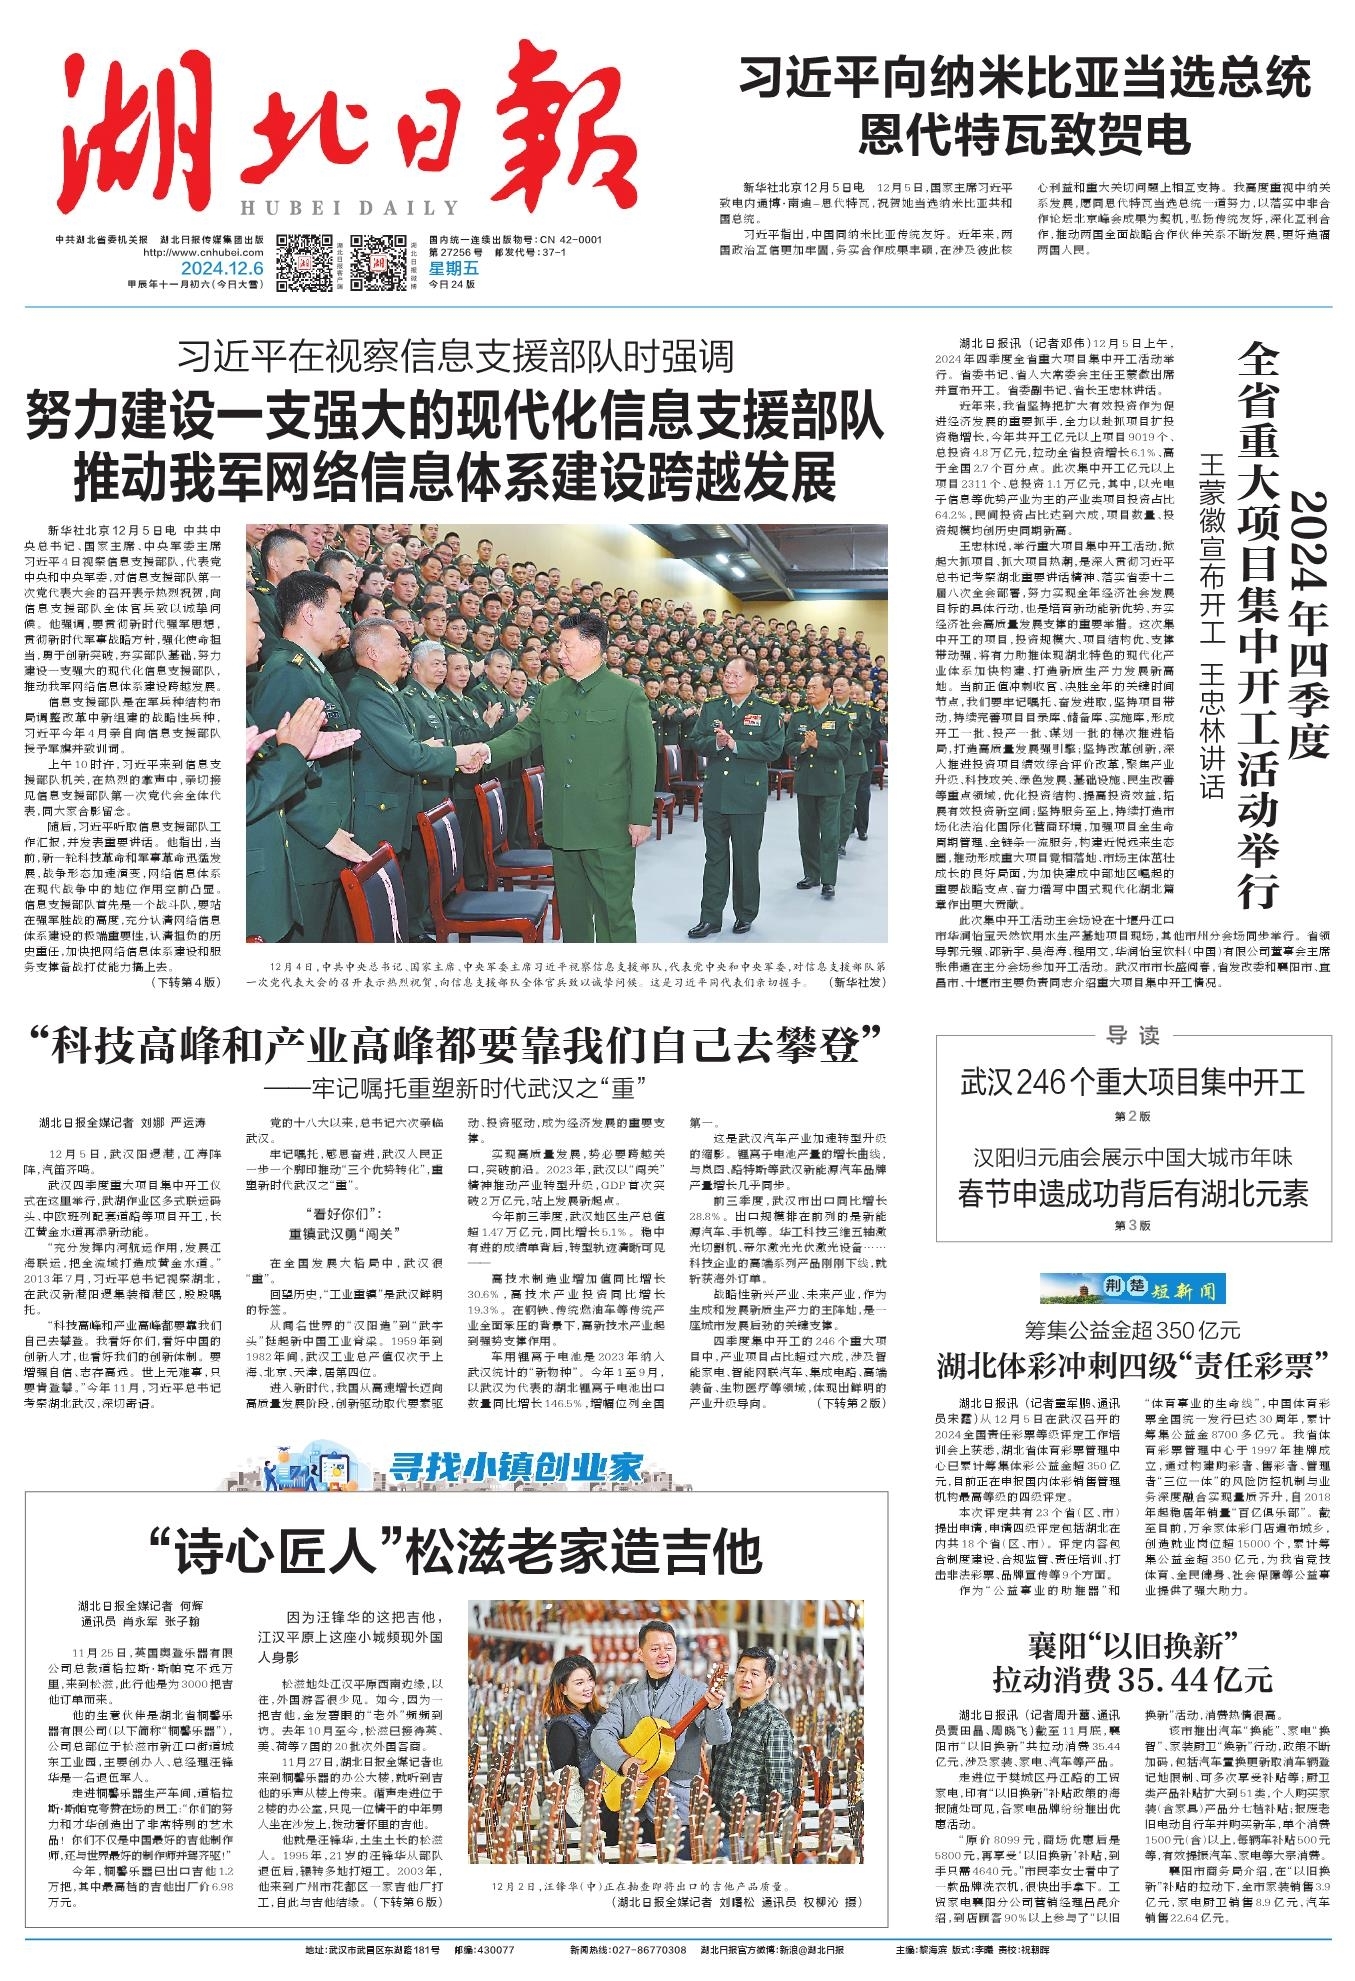 湖北日報
HUBEI DAILY
中共湖北省委机关报 湖北日报传媒集团出版
http://www.cnhubei.com
2024.12.6
甲辰年十一月初六(今日大雪)
湖北日报客户端
湖北日报微博
国内统一连续出版物号:CN 42-0001
第27256号 邮发代号:37-1
星期五
今日24版
习近平向纳米比亚当选总统
恩代特瓦致贺电
新华社北京12月5日电 12月5日,国家主席习近平
致电内通博·南迪-恩代特瓦,祝贺她当选纳米比亚共和
国总统。
习近平指出,中国同纳米比亚传统友好。近年来,两
国政治互信更加牢固,务实合作成果丰硕,在涉及彼此核
心利益和重大关切问题上相互支持。我高度重视中纳关
系发展,愿同恩代特瓦当选总统一道努力,以落实中非合
作论坛北京峰会成果为契机,弘扬传统友好,深化互利合
作,推动两国全面战略合作伙伴关系不断发展,更好造福
两国人民。
习近平在视察信息支援部队时强调
努力建设一支强大的现代化信息支援部队
推动我军网络信息体系建设跨越发展
新华社北京12月5日电 中共中
央总书记、国家主席、中央军委主席
习近平4日视察信息支援部队,代表党
中央和中央军委,对信息支援部队第一
次党代表大会的召开表示热烈祝贺,向
信息支援部队全体官兵致以诚挚问
候。他强调,要贯彻新时代强军思想,
贯彻新时代军事战略方针,强化使命担
当,勇于创新突破,夯实部队基础,努力
建设一支强大的现代化信息支援部队,
推动我军网络信息体系建设跨越发展。
信息支援部队是在军兵种结构布
局调整改革中新组建的战略性兵种,
习近平今年4月亲自向信息支援部队
授予军旗并致训词。
上午10时许,习近平来到信息支
援部队机关,在热烈的掌声中,亲切接
见信息支援部队第一次党代会全体代
表,同大家合影留念。
随后,习近平听取信息支援部队工
作汇报,并发表重要讲话。他指出,当
前,新一轮科技革命和军事革命迅猛发
展,战争形态加速演变,网络信息体系
在现代战争中的地位作用空前凸显。
信息支援部队首先是一个战斗队,要站
在强军胜战的高度,充分认清网络信息
体系建设的极端重要性,认清担负的历
史重任,加快把网络信息体系建设和服
务支撑备战打仗能力搞上去。
(下转第4版)
12月4日,中共中央总书记、国家主席、中央军委主席习近平视察信息支援部队,代表党中央和中央军委,对信息支援部队第
一次党代表大会的召开表示热烈祝贺,向信息支援部队全体官兵致以诚挚问候。这是习近平同代表们亲切握手。 (新华社发)
2024年四季度
全省重大项目集中开工活动举行
王蒙徽宣布开工 王忠林讲话
湖北日报讯(记者邓伟)12月5日上午,
2024年四季度全省重大项目集中开工活动举
行。省委书记、省人大常委会主任王蒙徽出席
并宣布开工。省委副书记、省长王忠林讲话。
近年来,我省坚持把扩大有效投资作为促
进经济发展的重要抓手,全力以赴抓项目扩投
资稳增长,今年共开工亿元以上项目9019个、
总投资4.8万亿元,拉动全省投资增长6.1%、高
于全国2.7个百分点。此次集中开工亿元以上
项目2311个、总投资1.1万亿元,其中,以光电
子信息等优势产业为主的产业类项目投资占比
64.2%,民间投资占比达到六成,项目数量、投
资规模均创历史同期新高。
王忠林说,举行重大项目集中开工活动,掀
起大抓项目、抓大项目热潮,是深入贯彻习近平
总书记考察湖北重要讲话精神、落实省委十二
届八次全会部署,努力实现全年经济社会发展
目标的具体行动,也是培育新动能新优势、夯实
经济社会高质量发展支撑的重要举措。这次集
中开工的项目,投资规模大、项目结构优、支撑
带动强,将有力助推体现湖北特色的现代化产
业体系加快构建,打造新质生产力发展新高
地。当前正值冲刺收官、决胜全年的关键时间
节点,我们要牢记嘱托、奋发进取,坚持项目带
动,持续完善项目目录库、储备库、实施库,形成
开工一批、投产一批、谋划一批的梯次推进格
局,打造高质量发展强引擎;坚持改革创新,深
入推进投资项目绩效综合评价改革,聚焦产业
升级、科技攻关、绿色发展、基础设施、民生改善
等重点领域,优化投资结构、提高投资效益,拓
展有效投资新空间;坚持服务至上,持续打造市
场化法治化国际化营商环境,加强项目全生命
周期管理、全链条一流服务,构建近悦远来生态
圈,推动形成重大项目竞相落地、市场主体茁壮
成长的良好局面,为加快建成中部地区崛起的
重要战略支点、奋力谱写中国式现代化湖北篇
章作出更大贡献。
此次集中开工活动主会场设在十堰丹江口
市华润怡宝天然饮用水生产基地项目现场,其他市州分会场同步举行。省领
导郭元强、邵新宇、吴海涛、程用文,华润怡宝饮料(中国)有限公司董事会主席
张伟通在主分会场参加开工活动。武汉市市长盛阅春,省发改委和襄阳市、宜
昌市、十堰市主要负责同志介绍重大项目集中开工情况。
“科技高峰和产业高峰都要靠我们自己去攀登”
——牢记嘱托重塑新时代武汉之“重”
湖北日报全媒记者 刘娜 严运涛
12月5日,武汉阳逻港,江海阵
阵,汽笛齐鸣。
武汉四季度重大项目集中开工仪
式在这里举行,武湖作业区多式联运码
头、中欧班列配套道路等项目开工,长
江黄金水道再添新动能。
“充分发挥内河航运作用,发展江
海联运,把全流域打造成黄金水道。”
2013年7月,习近平总书记视察湖北,
在武汉新港阳逻集装箱港区,殷殷嘱
托。
“科技高峰和产业高峰都要靠我们
自己去攀登。我看好你们,看好中国的
创新人才,也看好我们的创新体制。要
增强自信、志存高远。世上无难事,只
要肯登攀。”今年11月,习近平总书记
考察湖北武汉,深切寄语。
党的十八大以来,总书记六次亲临
武汉。
牢记嘱托,感恩奋进,武汉人民正
一步一个脚印推动“三个优势转化”,重
塑新时代武汉之“重”。
“看好你们”:
重镇武汉勇“闯关”
在全国发展大格局中,武汉很
“重”。
回望历史,“工业重镇”是武汉鲜明
的标签。
从闻名世界的“汉阳造”到“武字
头”挺起新中国工业脊梁。1959年到
1982年间,武汉工业总产值仅次于上
海、北京、天津,居第四位。
进入新时代,我国从高速增长迈向
高质量发展阶段,创新驱动取代要素驱
动、投资驱动,成为经济发展的重要支
撑。
实现高质量发展,势必要跨越关
口,突破前沿。2023年,武汉以“闯关”
精神推动产业转型升级,GDP首次突
破2万亿元,站上发展新起点。
今年前三季度,武汉地区生产总值
超1.47万亿元,同比增长5.1%。稳中
有进的成绩单背后,转型轨迹清晰可见
——
高技术制造业增加值同比增长
30.6%,高技术产业投资同比增长
19.3%。在钢铁、传统燃油车等传统产
业全面承压的背景下,高新技术产业起
到强势支撑作用。
车用锂离子电池是2023年纳入
武汉统计的“新物种”。今年1至9月,
以武汉为代表的湖北锂离子电池出口
数量同比增长146.5%,增幅位列全国
第一。
这是武汉汽车产业加速转型升级
的缩影。锂离子电池产量的增长曲线,
与岚图、路特斯等武汉新能源汽车品牌
产量增长几乎同步。
前三季度,武汉市出口同比增长
28.8%。出口规模排在前列的是新能
源汽车、手机等。华工科技三维五轴激
光切割机、帝尔激光光伏激光设备……
科技企业的高端系列产品刚刚下线,就
斩获海外订单。
战略性新兴产业、未来产业,作为
生成和发展新质生产力的主阵地,是一
座城市发展后劲的关键支撑。
四季度集中开工的246个重大项
目中,产业项目占比超过六成,涉及智
能家电、智能网联汽车、集成电路、高端
装备、生物医疗等领域,体现出鲜明的
产业升级导向。 (下转第2版)
导读
武汉246个重大项目集中开工
第2版
汉阳归元庙会展示中国大城市年味
春节申遗成功背后有湖北元素
第3版
荆楚短新闻
筹集公益金超350亿元
湖北体彩冲刺四级“责任彩票”
湖北日报讯(记者童军鹏、通讯
员宋露)从12月5日在武汉召开的
2024全国责任彩票等级评定工作培
训会上获悉,湖北省体育彩票管理中
心已累计筹集体彩公益金超350亿
元,目前正在申报国内体彩销售管理
机构最高等级的四级评定。
本次评定共有23个省(区、市)
提出申请,申请四级评定包括湖北在
内共18个省(区、市)。评定内容包
含制度建设、合规监管、责任培训、打
击非法彩票、品牌宣传等9个方面。
作为“公益事业的助推器”和
“体育事业的生命线”,中国体育彩
票全国统一发行已达30周年,累计
筹集公益金8700多亿元。我省体
育彩票管理中心于1997年挂牌成
立,通过构建购彩者、售彩者、管理
者“三位一体”的风险防控机制与业
务深度融合实现量质齐升,自2018
年起稳居年销量“百亿俱乐部”。截
至目前,万余家体彩门店遍布城乡,
创造就业岗位超15000个,累计筹
集公益金超350亿元,为我省竞技
体育、全民健身、社会保障等公益事
业提供了强大助力。
襄阳“以旧换新”
拉动消费35.44亿元
湖北日报讯(记者周升蕾、通讯
员贾田晶、周晓飞)截至11月底,襄
阳市“以旧换新”共拉动消费35.44
亿元,涉及家装、家电、汽车等产品。
走进位于樊城区丹江路的工贸
家电,印有“以旧换新”补贴政策的海
报随处可见,各家电品牌纷纷推出优
惠活动。
“原价8099元,商场优惠后是
5800元,再享受‘以旧换新’补贴,到
手只需4640元。”市民李女士看中了
一款品牌洗衣机,很快出手拿下。工
贸家电襄阳分公司营销经理吕昆介
绍,到店顾客90%以上参与了“以旧
换新”活动,消费热情很高。
该市推出汽车“换能”、家电“换
智”、家装厨卫“焕新”行动,政策不断
加码,包括汽车置换更新取消车辆登
记地限制、可多次享受补贴等;厨卫
类产品补贴扩大到51类,个人购买家
装(含家具)产品分七档补贴;报废老
旧电动自行车并购买新车,单个消费
1500元(含)以上,每辆车补贴500元
等,有效提振汽车、家电等大宗消费。
襄阳市商务局介绍,在“以旧换
新”补贴的拉动下,全市家装销售3.9
亿元,家电厨卫销售8.9亿元,汽车
销售22.64亿元。
寻找小镇创业家
“诗心匠人”松滋老家造吉他
湖北日报全媒记者 何辉
通讯员 肖永军 张子翰
11月25日,英国奥登乐器有限
公司总裁道格拉斯·斯帕克不远万
里,来到松滋,此行他是为3000把吉
他订单而来。
他的生意伙伴是湖北省桐馨乐
器有限公司(以下简称“桐馨乐器”),
公司总部位于松滋市新江口街道城
东工业园,主要创办人、总经理汪锋
华是一名退伍军人。
走进桐馨乐器生产车间,道格拉
斯·斯帕克夸赞在场的员工:“你们的努
力和才华创造出了非常特别的艺术
品!你们不仅是中国最好的吉他制作
师,还与世界最好的制作师并驾齐驱!”
今年,桐馨乐器已出口吉他1.2
万把,其中最高档的吉他出厂价6.98
万元。
因为汪锋华的这把吉他,
江汉平原上这座小城频现外国
人身影
松滋地处江汉平原西南边缘,以
往,外国游客很少见。如今,因为一
把吉他,金发碧眼的“老外”频频到
访。去年10月至今,松滋已接待英、
美、荷等7国的20批次外国客商。
11月27日,湖北日报全媒记者也
来到桐馨乐器的办公大楼,就听到吉
他的乐声从楼上传来。循声走进位于
2楼的办公室,只见一位精干的中年男
人坐在沙发上,拨动着怀里的吉他。
他就是汪锋华,土生土长的松滋
人。1995年,21岁的汪锋华从部队
退伍后,辗转多地打短工。2003年,
他来到广州市花都区一家吉他厂打
工,自此与吉他结缘。(下转第6版)
12月2日,汪锋华(中)正在抽查即将出口的吉他产品质量。
(湖北日报全媒记者 刘曙松 通讯员 权柳沁 摄)
地址:武汉市武昌区东湖路181号 邮编:430077 新闻热线:027-86770308 湖北日报官方微博:新浪@湖北日报 主编:黎海滨 版式:李曦 责校:祝朝晖